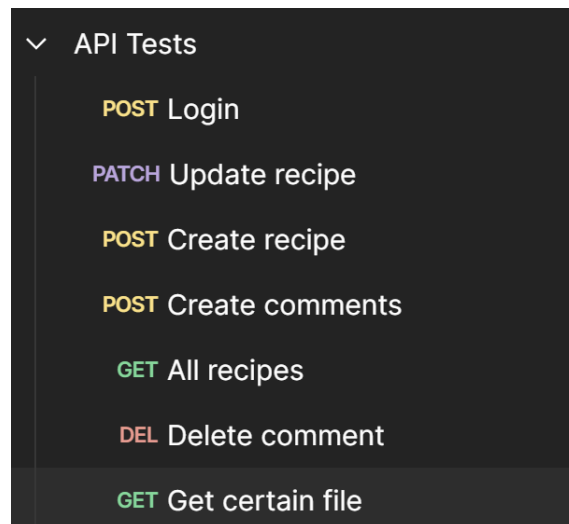 API Tests
POST Login
PATCH Update recipe
POST Create recipe
POST Create comments
GET All recipes
DEL Delete comment
GET Get certain file